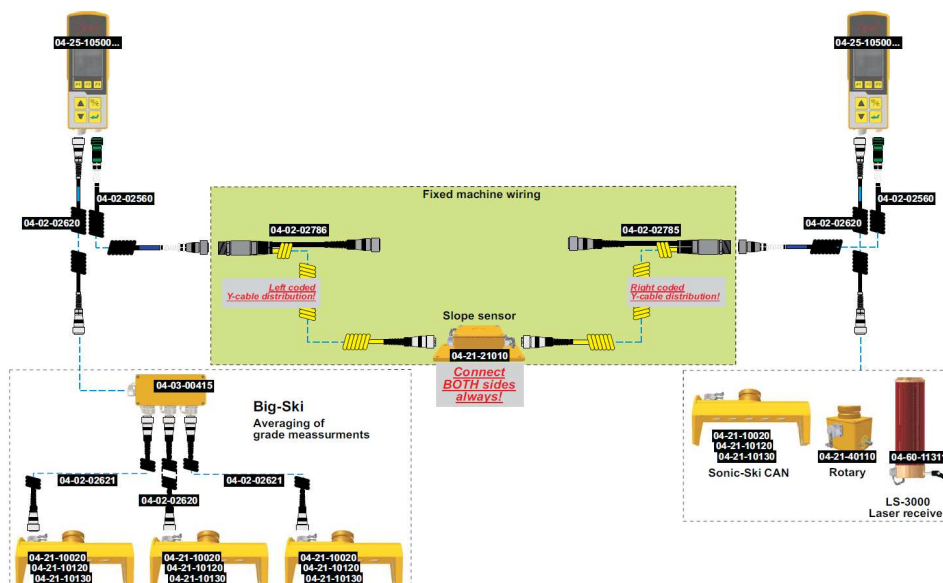 04-25-10500...
04-25-10500...
04-02-02560
04-02-02620
04-02-02560
04-02-02620
Fixed machine wiring
04-02-02786
04-02-02785
Left coded
Y-cable distribution!
Right coded
Y-cable distribution!
Slope sensor
04-21-21010
Connect
BOTH sides
always!
04-03-00415
Big-Ski
Averaging of
grade meassurments
04-02-02621
04-02-02621
04-02-02620
04-21-10020
04-21-10120
04-21-10130
04-21-10020
04-21-10120
04-21-10130
04-21-10020
04-21-10120
04-21-10130
04-21-10020
04-21-10120
04-21-10130
Sonic-Ski CAN
04-21-40110
Rotary
04-60-11311
LS-3000
Laser receive